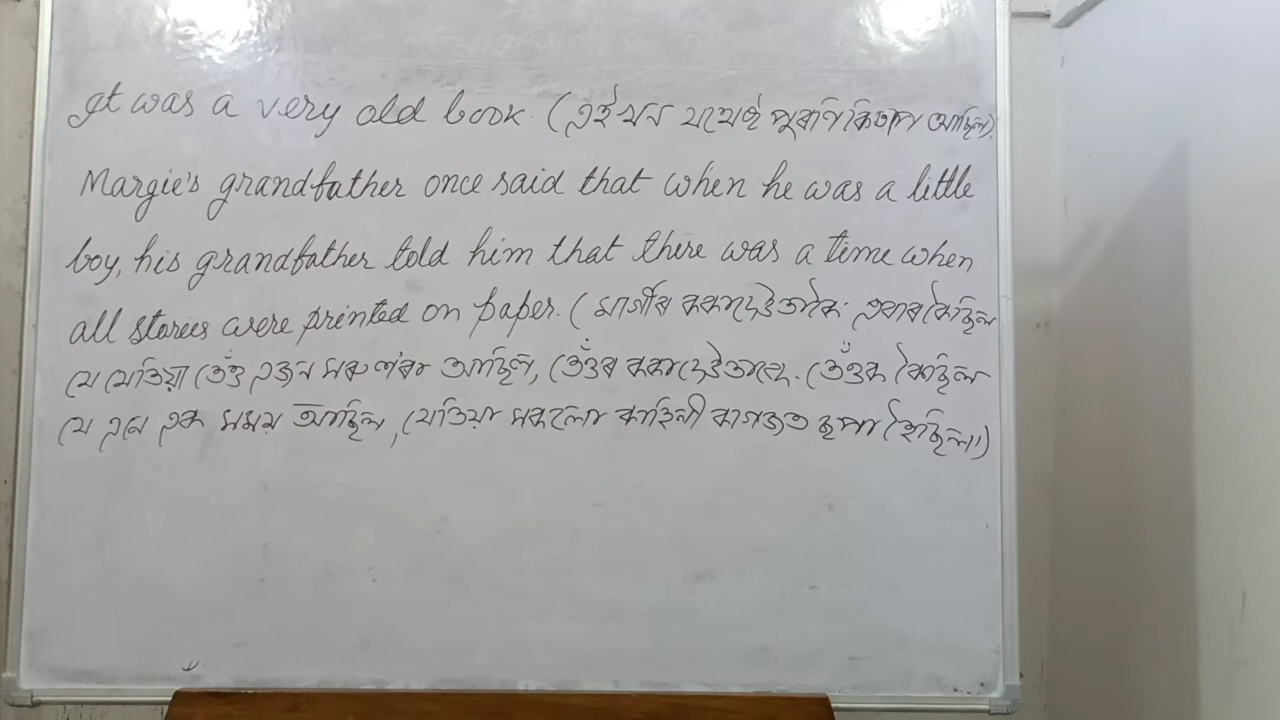 It was a very old book. (এইখন যথেষ্ট পুৰণি কিতাপ আছিল).
Margie's grandfather once said that when he was a little
boy, his grandfather told him that there was a time when
all stories were printed on paper. (মাৰ্গীৰ ককাদেউতাকে এবাৰ কৈছিল
যে যেতিয়া তেওঁ এজন সৰু ল'ৰা আছিল, তেওঁৰ ককাদেউতাকে তেওঁক কৈছিল
যে এনে এক সময় আছিল, যেতিয়া সকলো কাহিনী কাগজত ছপা হৈছিল।)